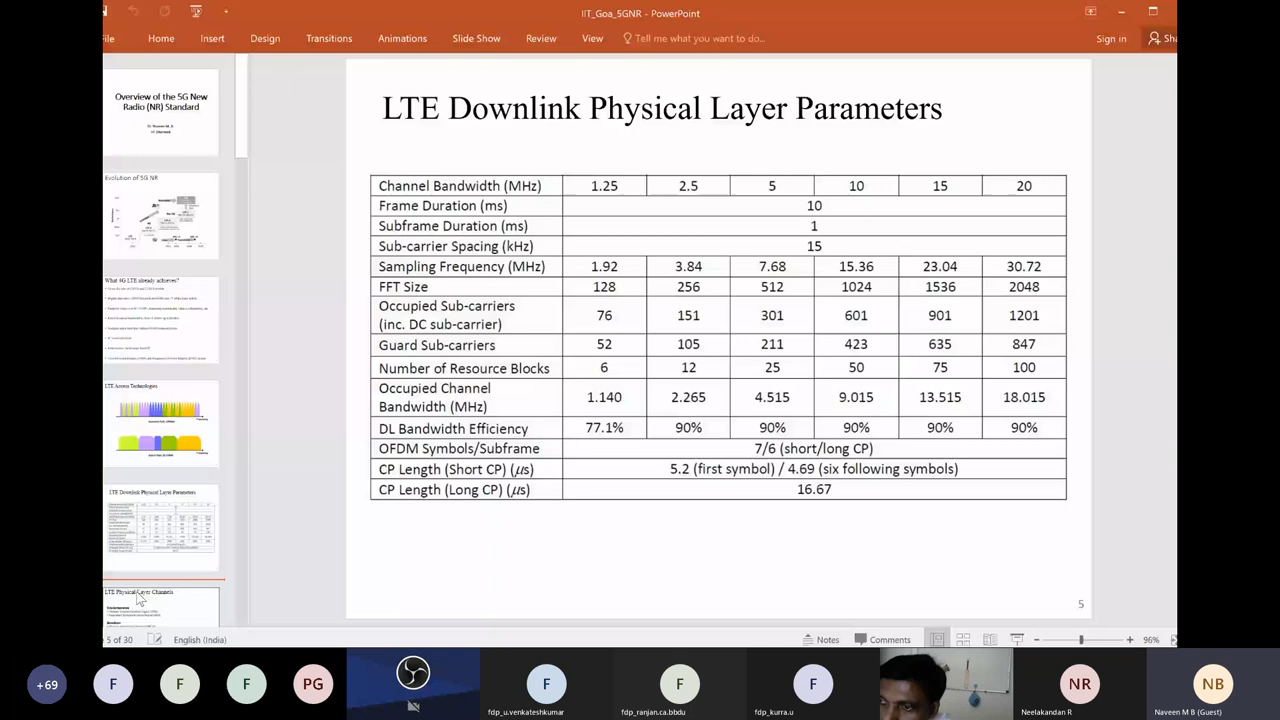 IIT_Goa_5GNR - PowerPoint
File Home Insert Design Transitions Animations Slide Show Review View Tell me what you want to do... Sign in
Overview of the 5G New
Radio (NR) Standard
Evolution of 5G NR
What 4G LTE already achieves?
LTE Access Technologies
LTE Downlink Physical Layer Parameters
LTE Physical Layer Channels
LTE Downlink Physical Layer Parameters
Channel Bandwidth (MHz) 1.25 2.5 5 10 15 20
Frame Duration (ms) 10
Subframe Duration (ms) 1
Sub-carrier Spacing (kHz) 15
Sampling Frequency (MHz) 1.92 3.84 7.68 15.36 23.04 30.72
FFT Size 128 256 512 1024 1536 2048
Occupied Sub-carriers
(inc. DC sub-carrier) 76 151 301 601 901 1201
Guard Sub-carriers 52 105 211 423 635 847
Number of Resource Blocks 6 12 25 50 75 100
Occupied Channel
Bandwidth (MHz) 1.140 2.265 4.515 9.015 13.515 18.015
DL Bandwidth Efficiency 77.1% 90% 90% 90% 90% 90%
OFDM Symbols/Subframe 7/6 (short/long CP)
CP Length (Short CP) (μs) 5.2 (first symbol) / 4.69 (six following symbols)
CP Length (Long CP) (μs) 16.67
5
5 of 30 English (India) Notes Comments 96%
+69 F F F PG F F F NR NB
fdp_u.venkateshkumar fdp_ranjan.ca.bbdu fdp_kurra.u Neelakandan R Naveen M B (Guest)